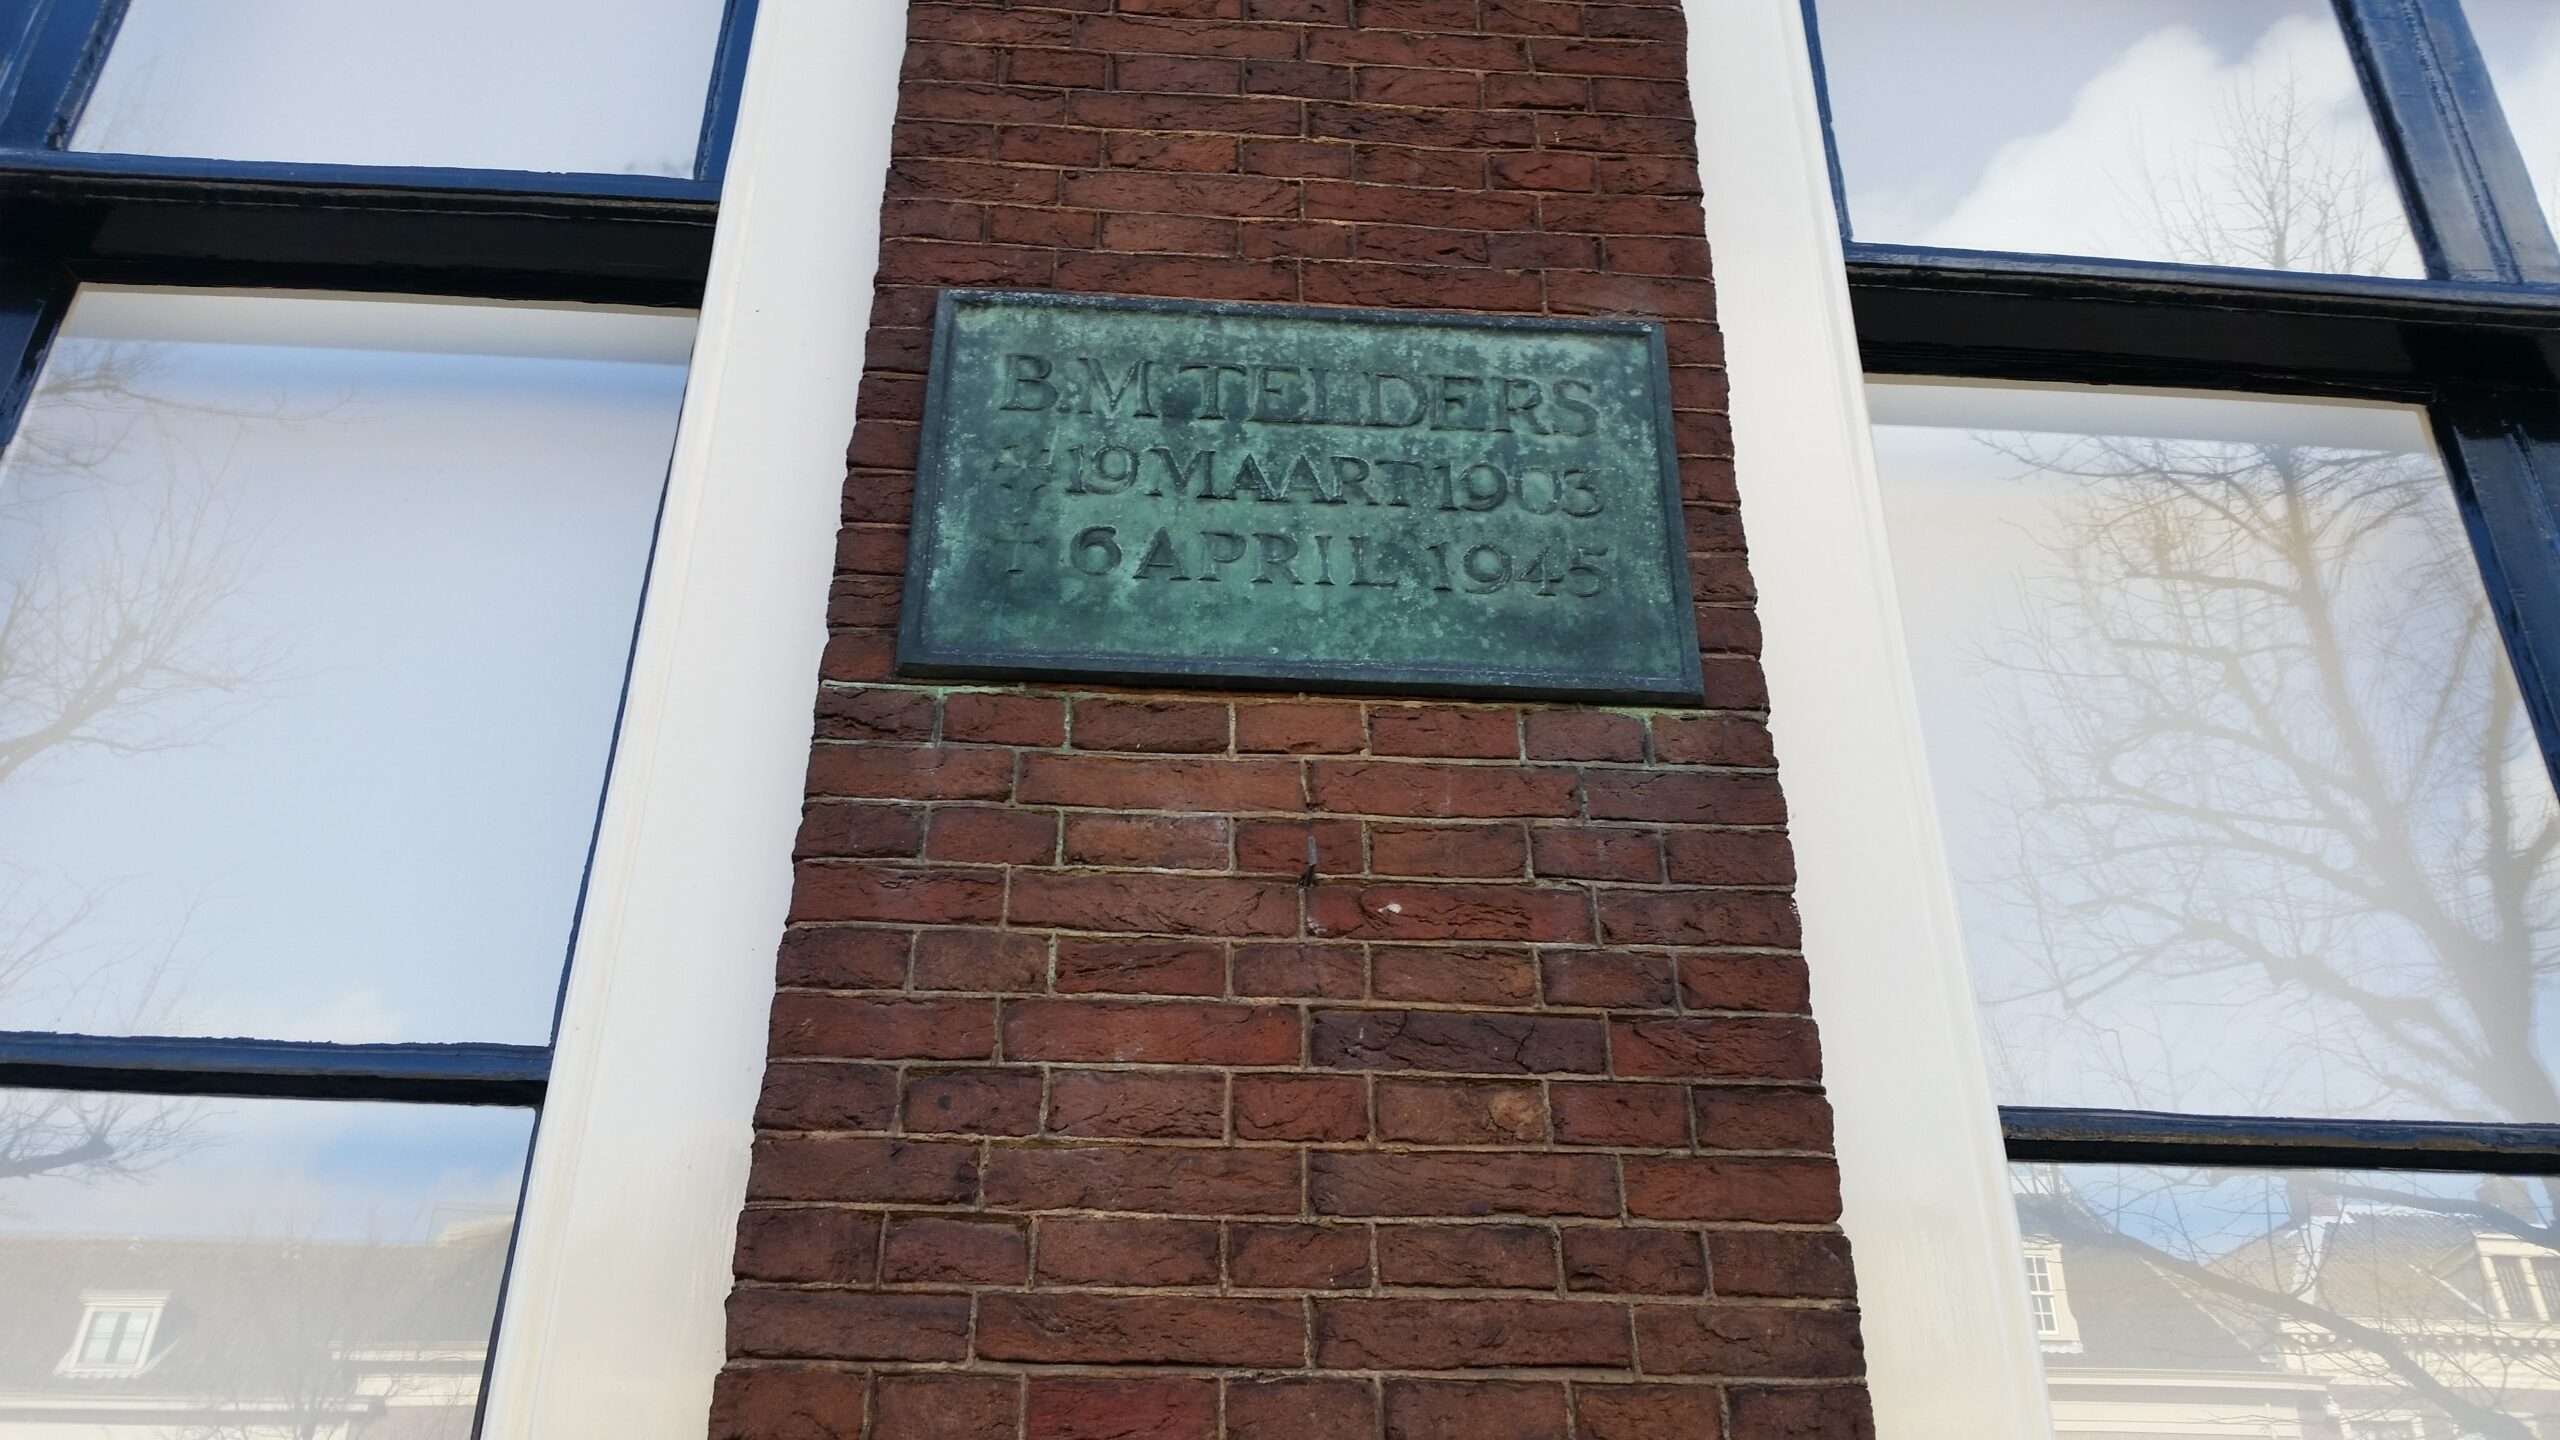 B.M. TELDERS
* 19 MAART 1903
† 6 APRIL 1945